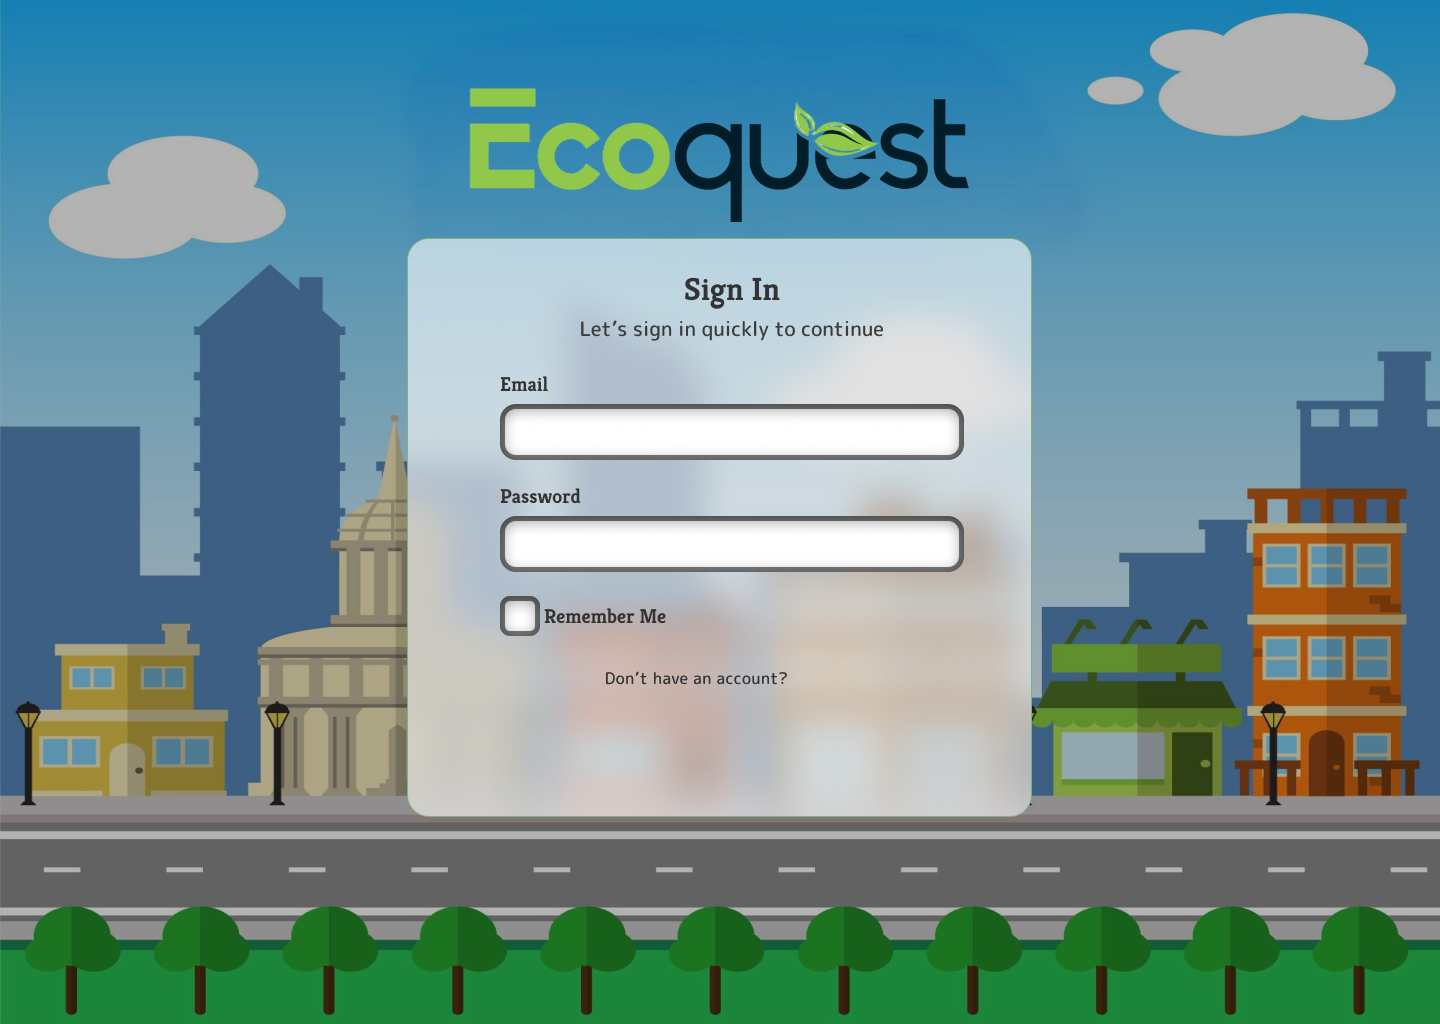 Ecoquest
Sign In
Let's sign in quickly to continue
Email
Password
Remember Me
Don't have an account?